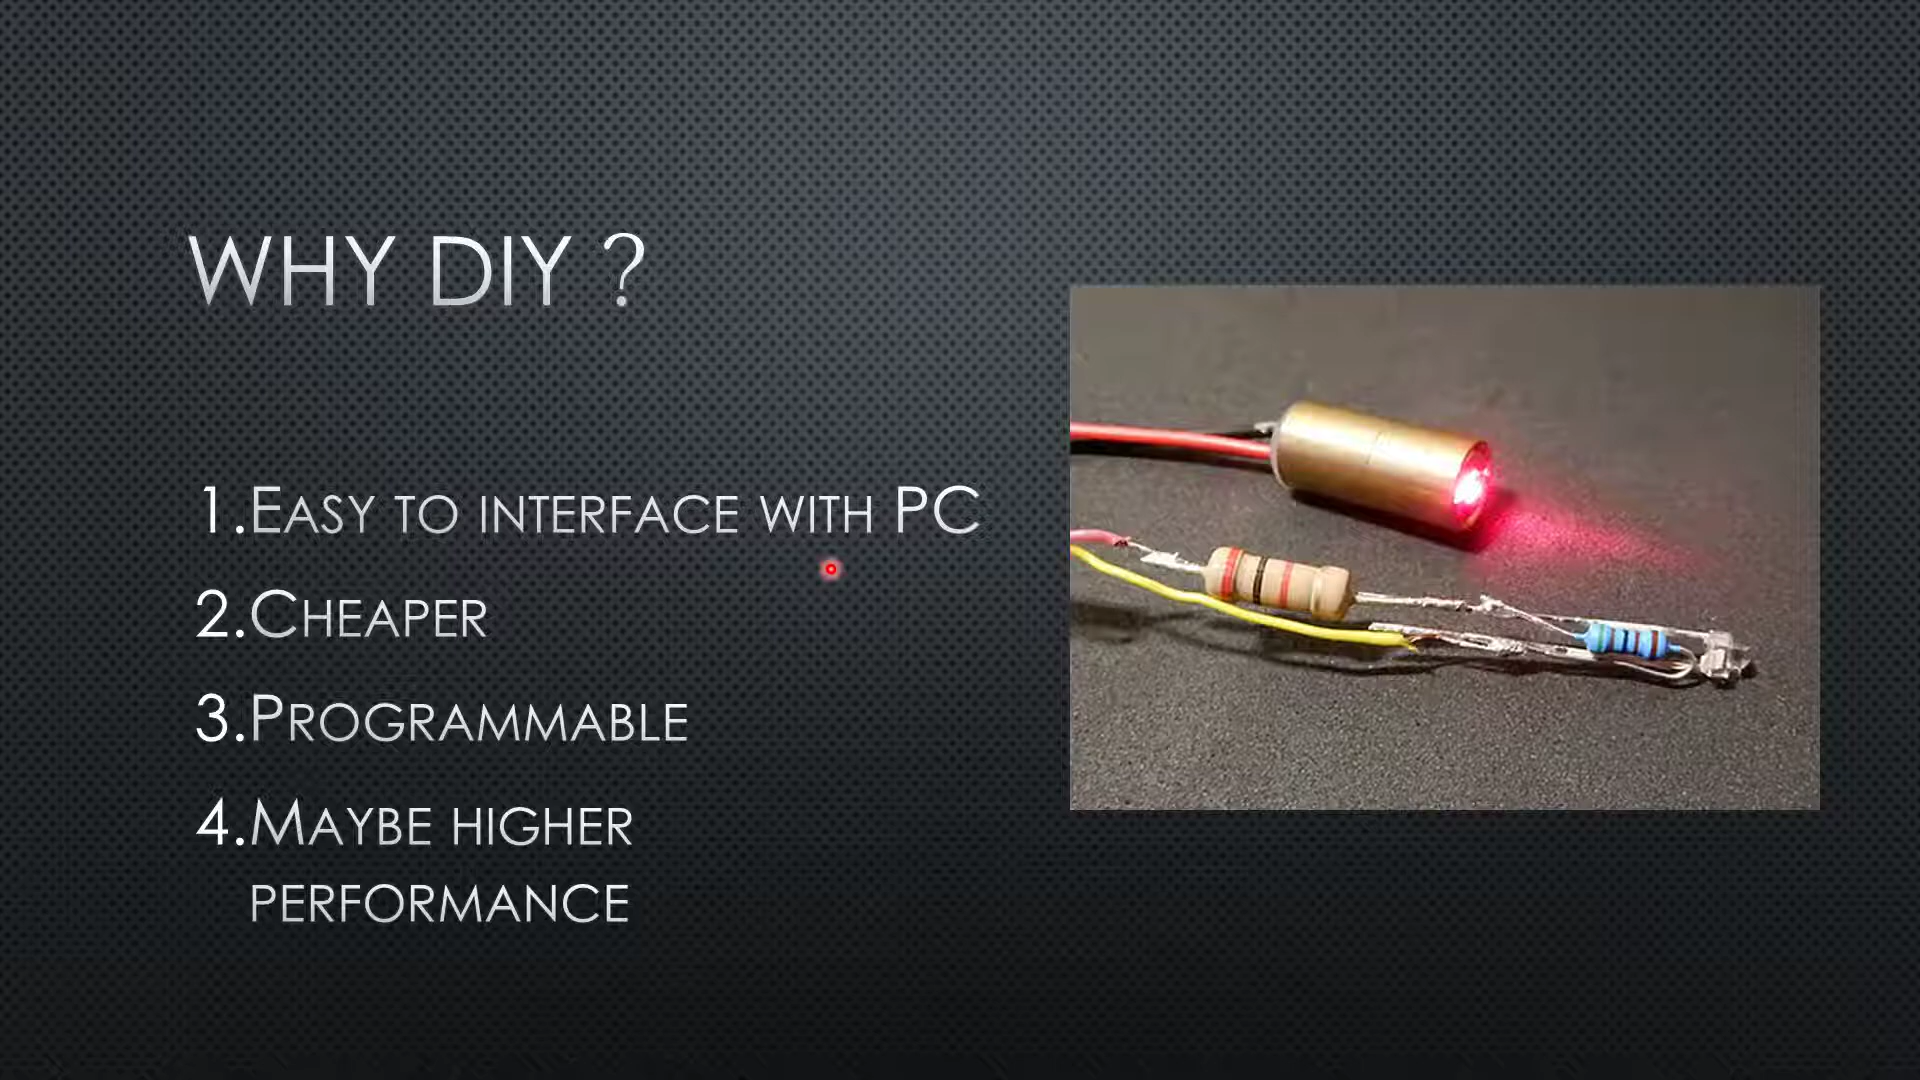 WHY DIY ?
1.EASY TO INTERFACE WITH PC
2.CHEAPER
3.PROGRAMMABLE
4.MAYBE HIGHER
PERFORMANCE